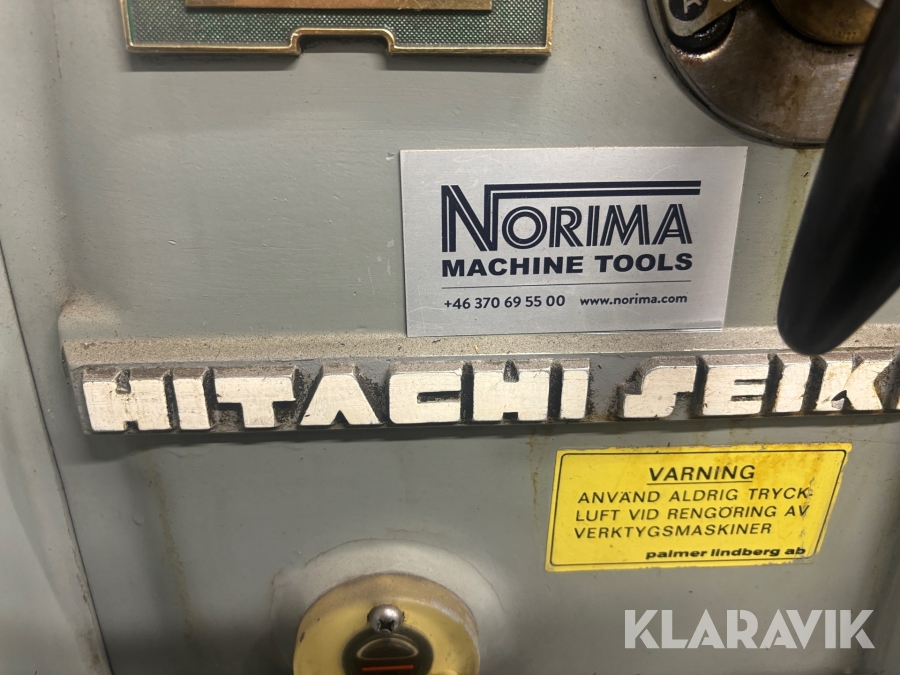 NORIMA
MACHINE TOOLS
+46 370 69 55 00 www.norima.com
HITACHI SEIK
VARNING
ANVÄND ALDRIG TRYCK-
LUFT VID RENGÖRING AV
VERKTYGSMASKINER
palmer lindberg ab
KLARAVIK